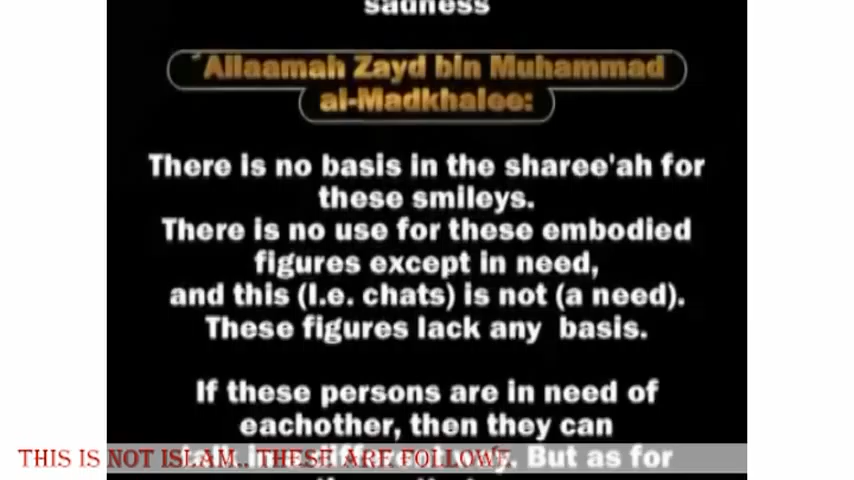 sadness
´Allaamah Zayd bin Muhammad
al-Madkhalee:
There is no basis in the sharee'ah for
these smileys.
There is no use for these embodied
figures except in need,
and this (I.e. chats) is not (a need).
These figures lack any basis.
If these persons are in need of
eachother, then they can
But as for
THIS IS NOT ISLAM.. THESE ARE FOLLOWE